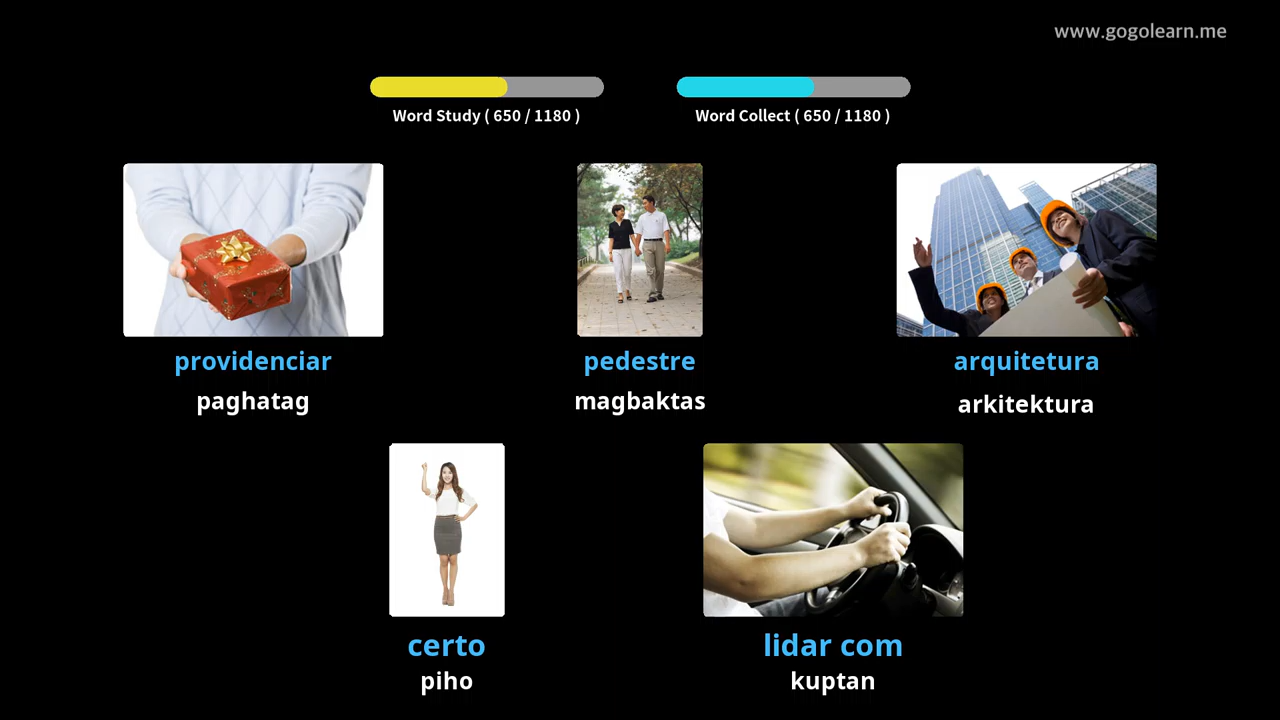 www.gogolearn.me
Word Study ( 650 / 1180 )
Word Collect ( 650 / 1180 )
providenciar
paghatag
pedestre
magbaktas
arquitetura
arkitektura
certo
piho
lidar com
kuptan